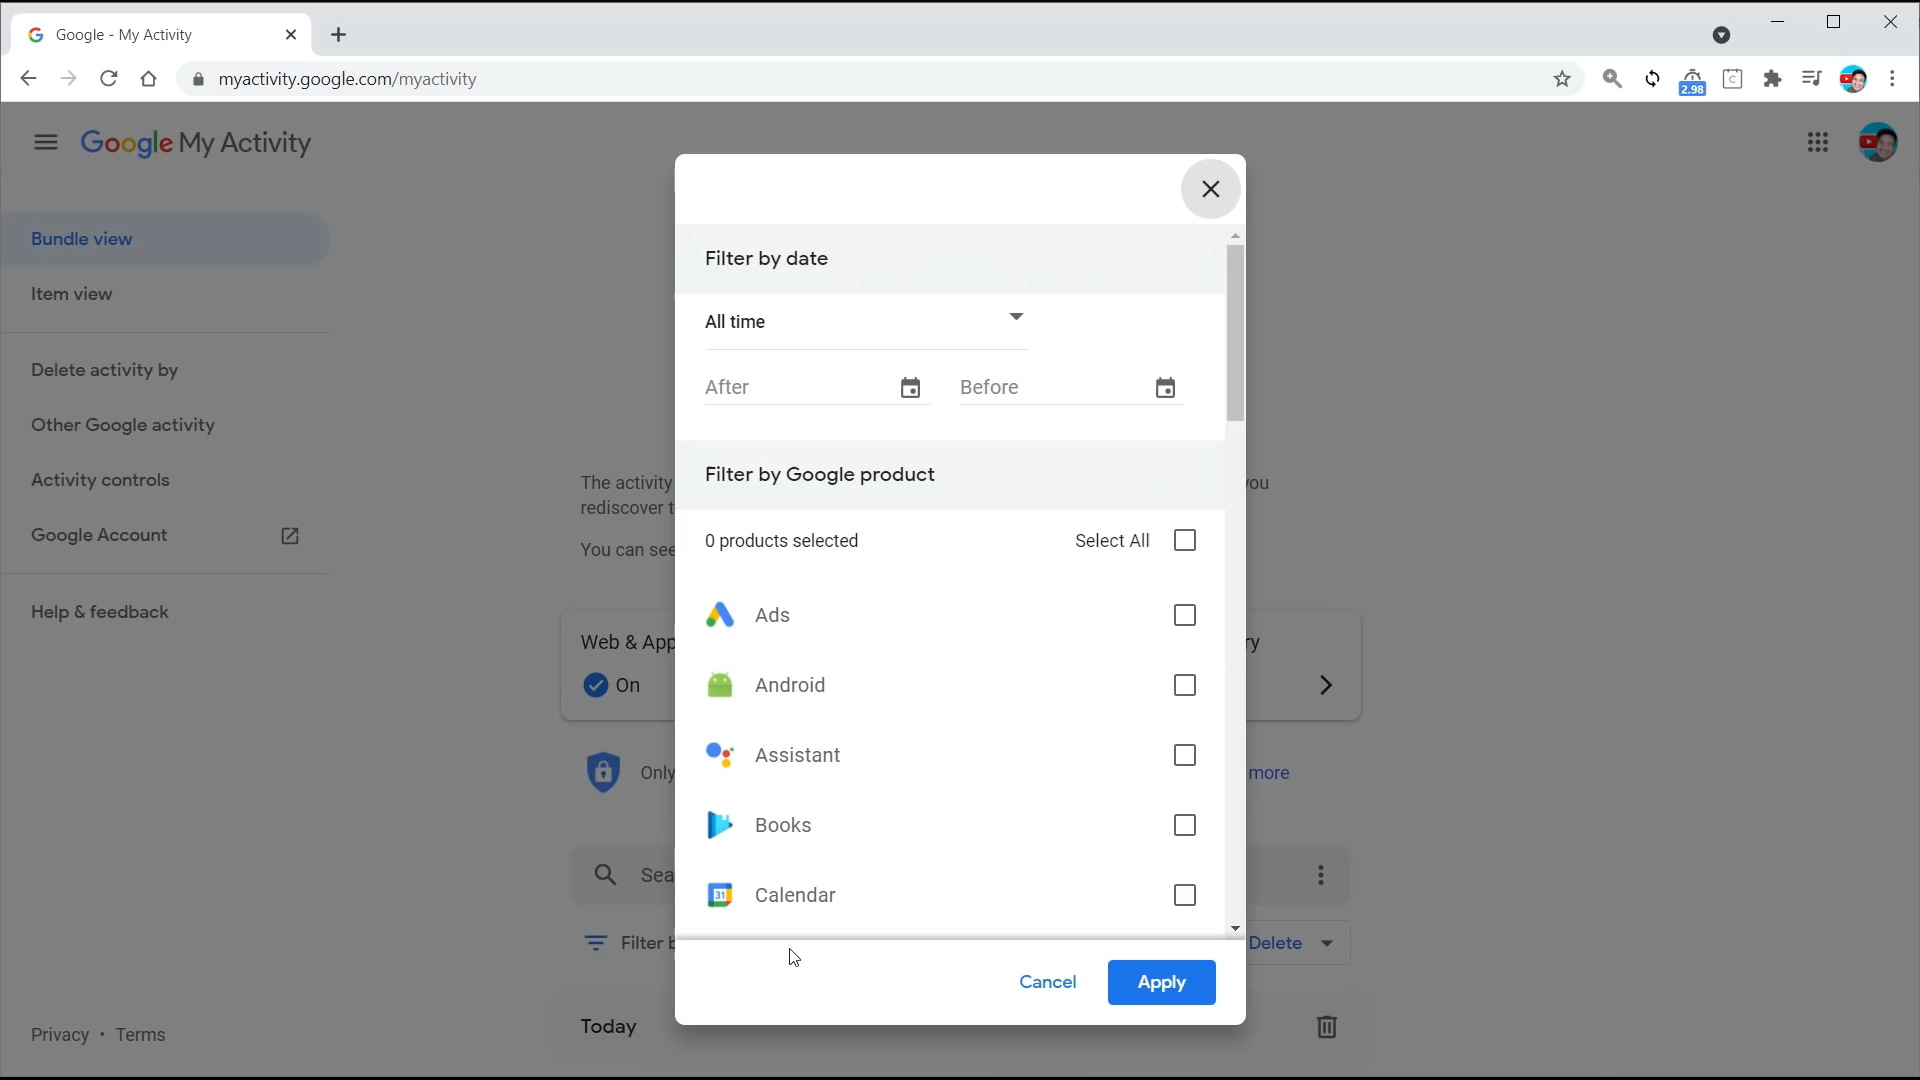 Google - My Activity
myactivity.google.com/myactivity
2.98
Google My Activity
Bundle view
Item view
Delete activity by
Other Google activity
Activity controls
Google Account
Help & feedback
Privacy • Terms
The activity
you
rediscover
You can see
Web & App
On
Only
more
Filter
Delete
Today
Filter by date
All time
After
Before
Filter by Google product
0 products selected
Select All
Ads
Android
Assistant
Books
31
Calendar
Cancel
Apply